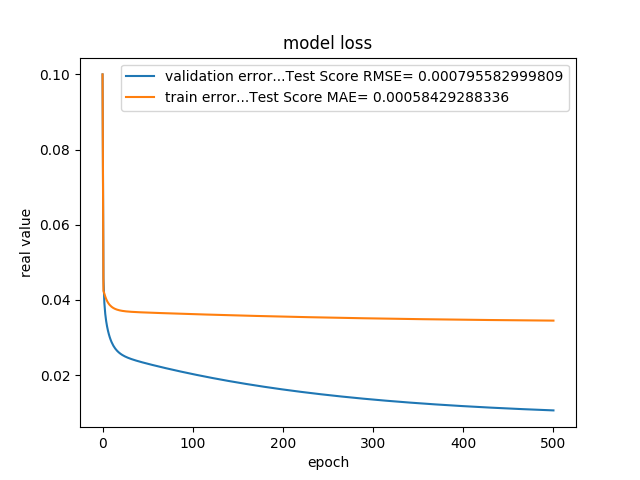 model loss
validation error...Test Score RMSE= 0.000795582999809
train error...Test Score MAE= 0.00058429288336
0.10
0.08
0.06
0.04
0.02
real value
0 100 200 300 400 500
epoch